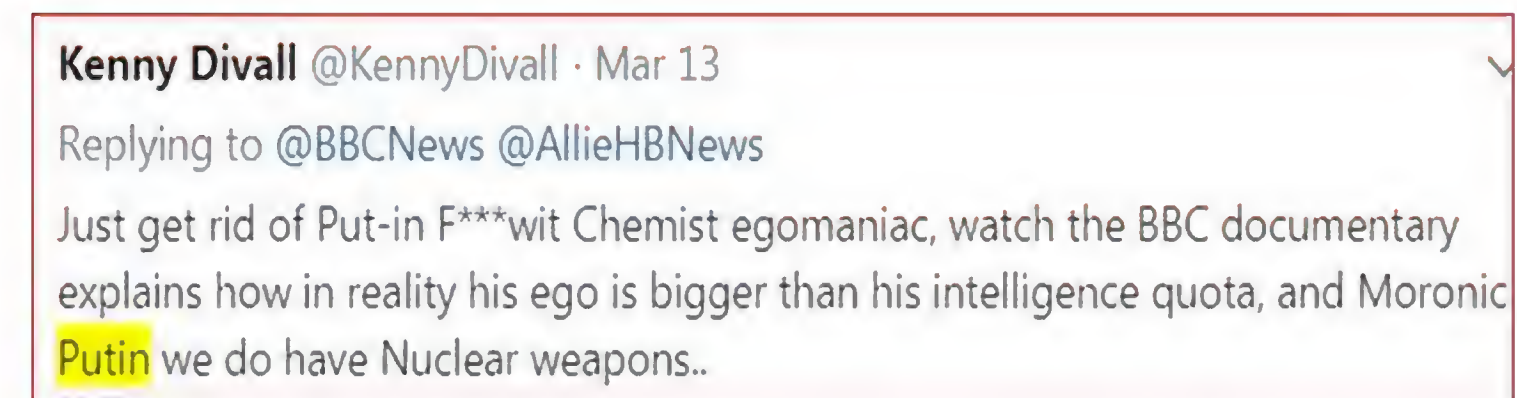 Kenny Divall @KennyDivall · Mar 13
Replying to @BBCNews @AllieHBNews
Just get rid of Put-in F***wit Chemist egomaniac, watch the BBC documentary
explains how in reality his ego is bigger than his intelligence quota, and Moronic
Putin we do have Nuclear weapons..